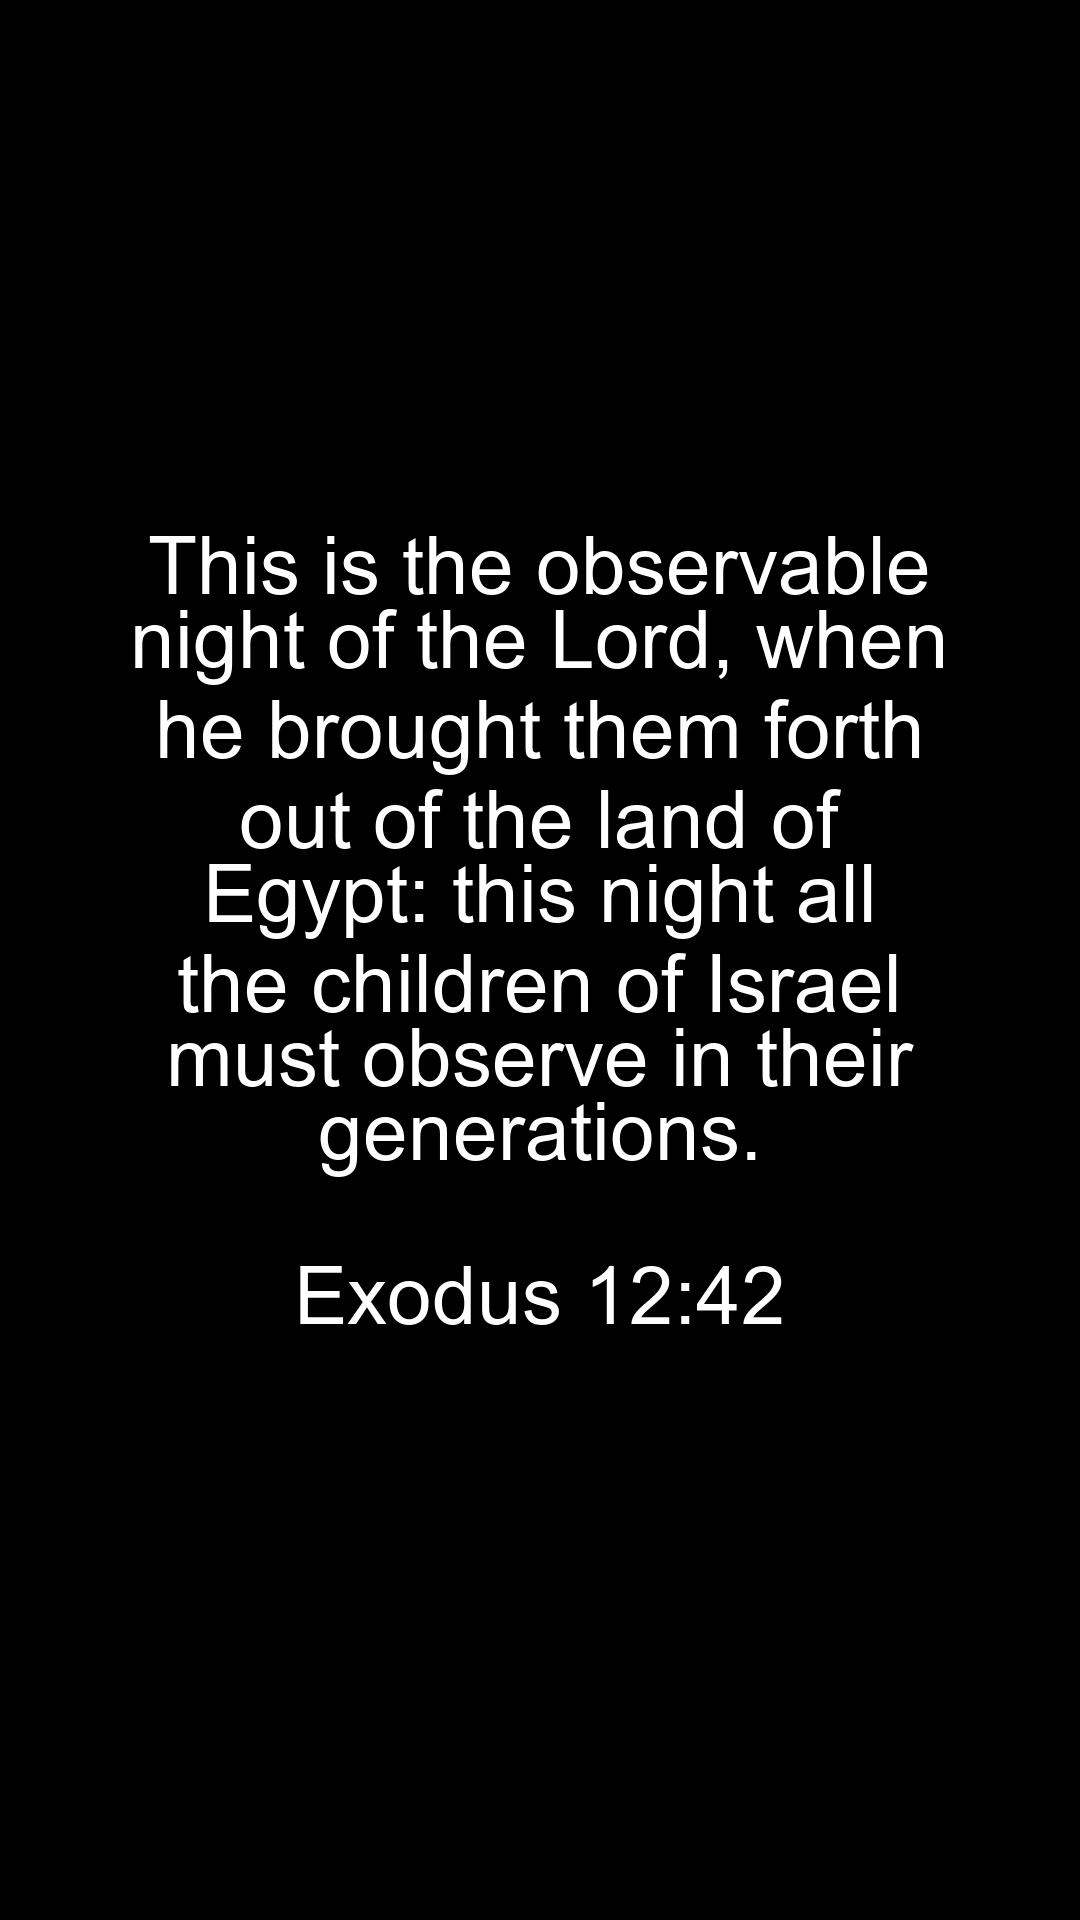 This is the observable
night of the Lord, when
he brought them forth
out of the land of
Egypt: this night all
the children of Israel
must observe in their
generations.
Exodus 12:42